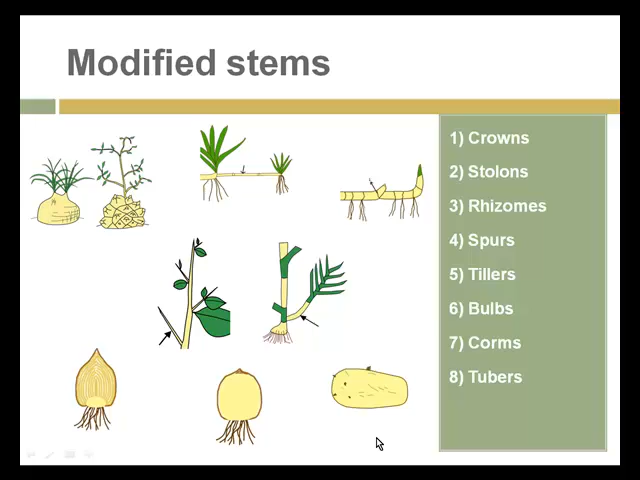 Modified stems
1) Crowns
2) Stolons
3) Rhizomes
4) Spurs
5) Tillers
6) Bulbs
7) Corms
8) Tubers